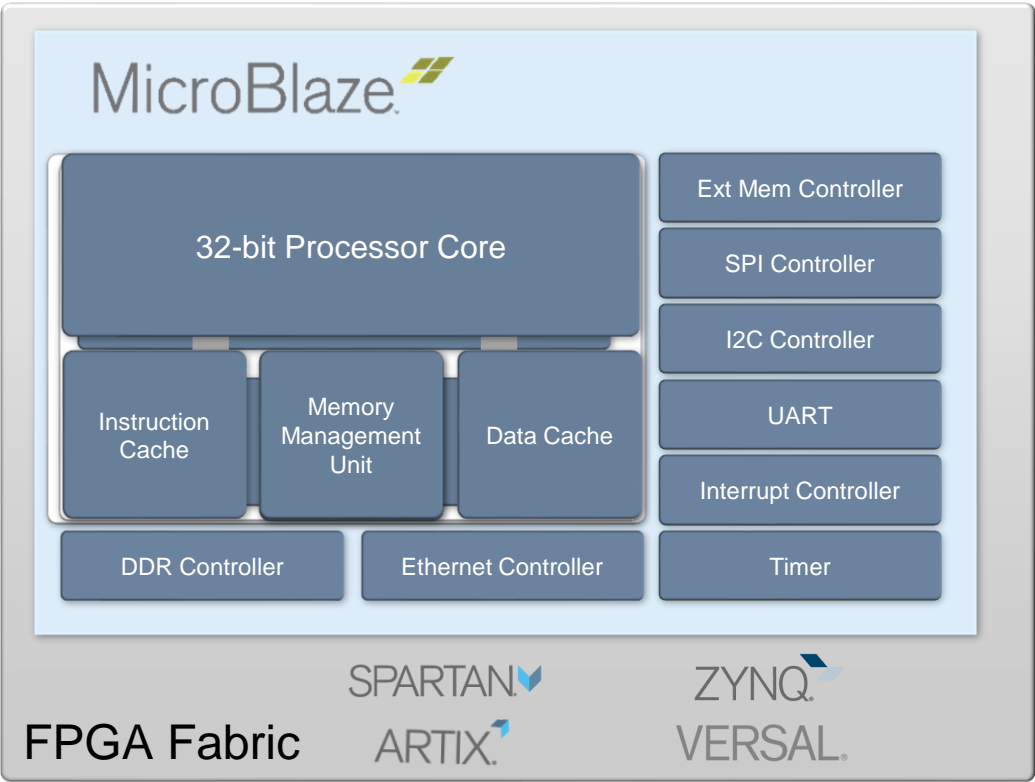 MicroBlaze™
32-bit Processor Core
Instruction
Cache
Memory
Management
Unit
Data Cache
Ext Mem Controller
SPI Controller
I2C Controller
UART
Interrupt Controller
DDR Controller
Ethernet Controller
Timer
SPARTAN
ZYNQ
FPGA Fabric
ARTIX
VERSAL®